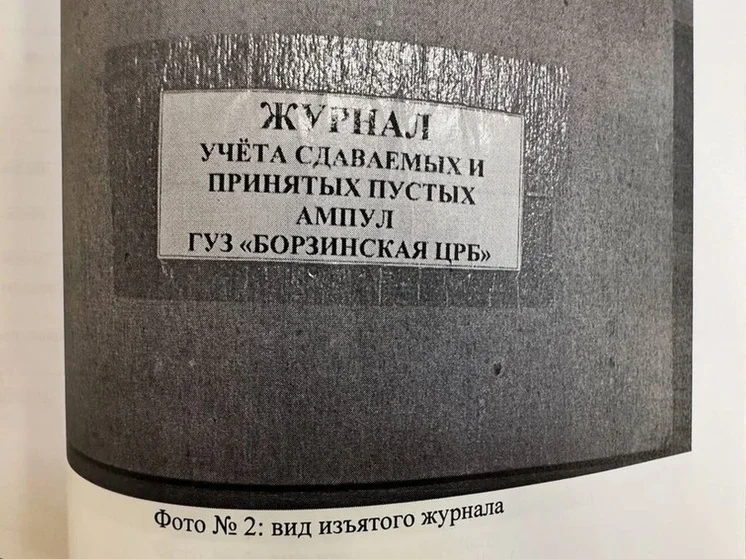 ЖУРНАЛ
УЧЁТА СДАВАЕМЫХ И
ПРИНЯТЫХ ПУСТЫХ
АМПУЛ
ГУЗ «БОРЗИНСКАЯ ЦРБ»
Фото № 2: вид изъятого журнала